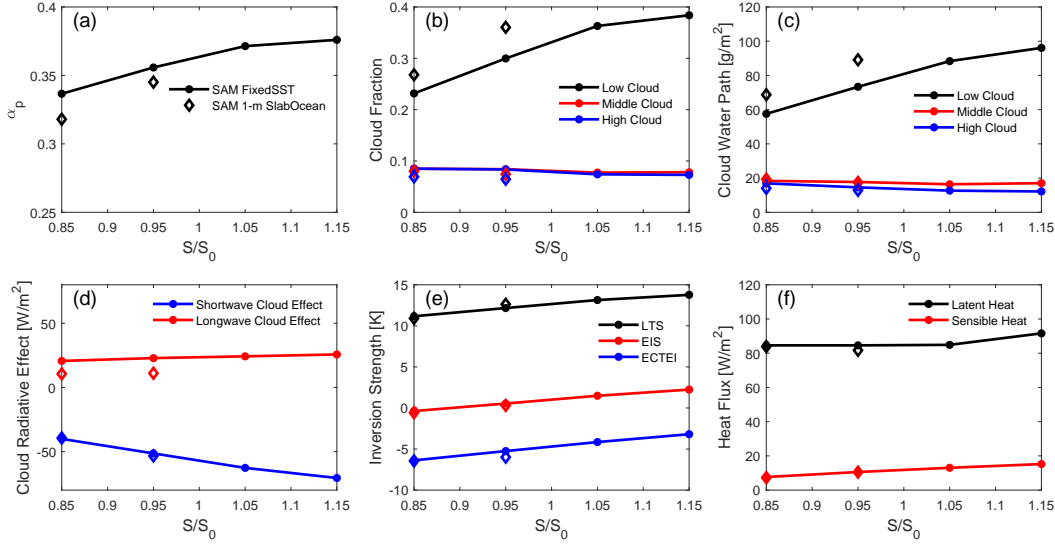 (a)
0.4
0.35
0.3
0.25
α_p
SAM FixedSST
SAM 1-m SlabOcean
0.85 0.9 0.95 1 1.05 1.1 1.15
S/S_0
(b)
0.4
0.3
0.2
0.1
0
Cloud Fraction
Low Cloud
Middle Cloud
High Cloud
0.85 0.9 0.95 1 1.05 1.1 1.15
S/S_0
(c)
120
100
80
60
40
20
0
Cloud Water Path [g/m²]
Low Cloud
Middle Cloud
High Cloud
0.85 0.9 0.95 1 1.05 1.1 1.15
S/S_0
(d)
50
0
-50
Cloud Radiative Effect [W/m²]
Shortwave Cloud Effect
Longwave Cloud Effect
0.85 0.9 0.95 1 1.05 1.1 1.15
S/S_0
(e)
15
10
5
0
-5
-10
Inversion Strength [K]
LTS
EIS
ECTEI
0.85 0.9 0.95 1 1.05 1.1 1.15
S/S_0
(f)
120
100
80
60
40
20
0
Heat Flux [W/m²]
Latent Heat
Sensible Heat
0.85 0.9 0.95 1 1.05 1.1 1.15
S/S_0